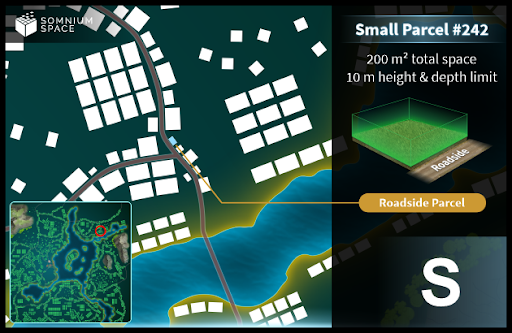 SOMNIUM
SPACE
Small Parcel #242
200 m² total space
10 m height & depth limit
Roadside
Roadside Parcel
S